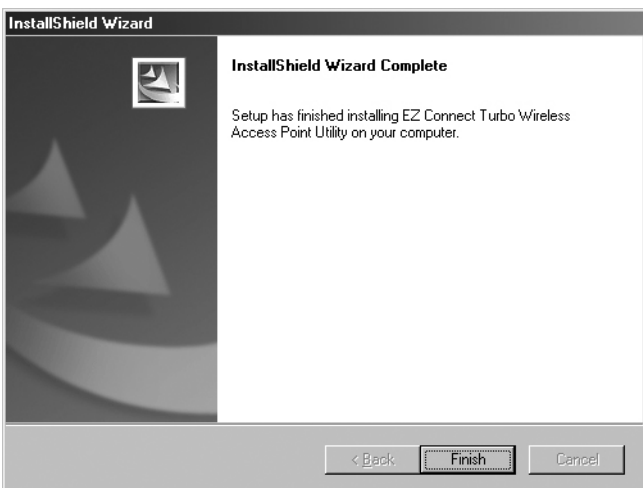 InstallShield Wizard
InstallShield Wizard Complete
Setup has finished installing EZ Connect Turbo Wireless
Access Point Utility on your computer.
< Back
Finish
Cancel